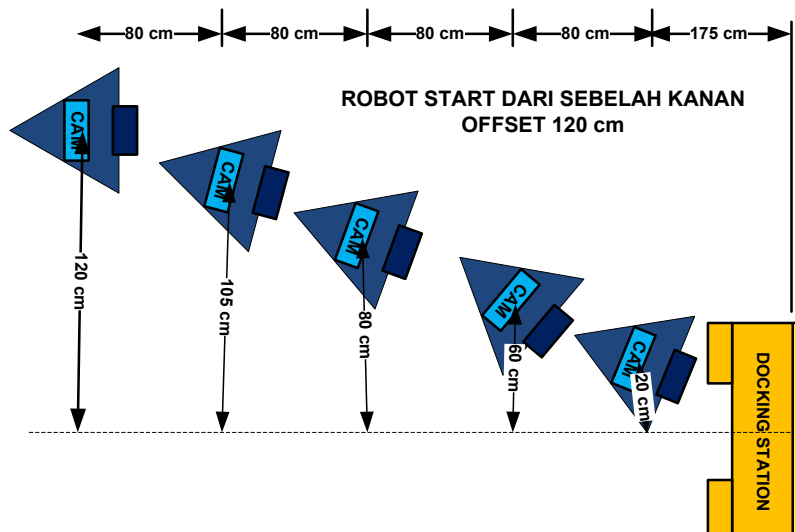 80 cm
80 cm
80 cm
80 cm
175 cm
ROBOT START DARI SEBELAH KANAN
OFFSET 120 cm
CAM
CAM
CAM
CAM
CAM
120 cm
105 cm
80 cm
60 cm
20 cm
DOCKING STATION